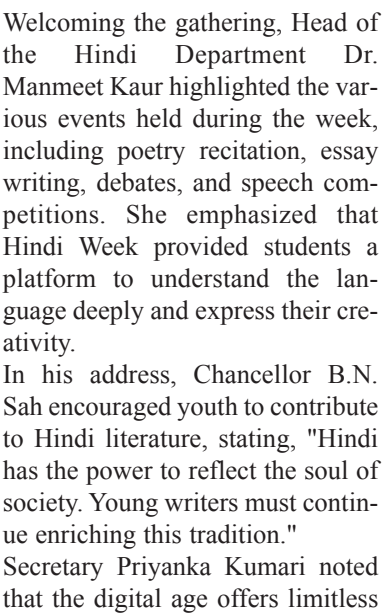 Welcoming the gathering, Head of
the Hindi Department Dr.
Manmeet Kaur highlighted the var-
ious events held during the week,
including poetry recitation, essay
writing, debates, and speech com-
petitions. She emphasized that
Hindi Week provided students a
platform to understand the lan-
guage deeply and express their cre-
ativity.
In his address, Chancellor B.N.
Sah encouraged youth to contribute
to Hindi literature, stating, "Hindi
has the power to reflect the soul of
society. Young writers must contin-
ue enriching this tradition."
Secretary Priyanka Kumari noted
that the digital age offers limitless